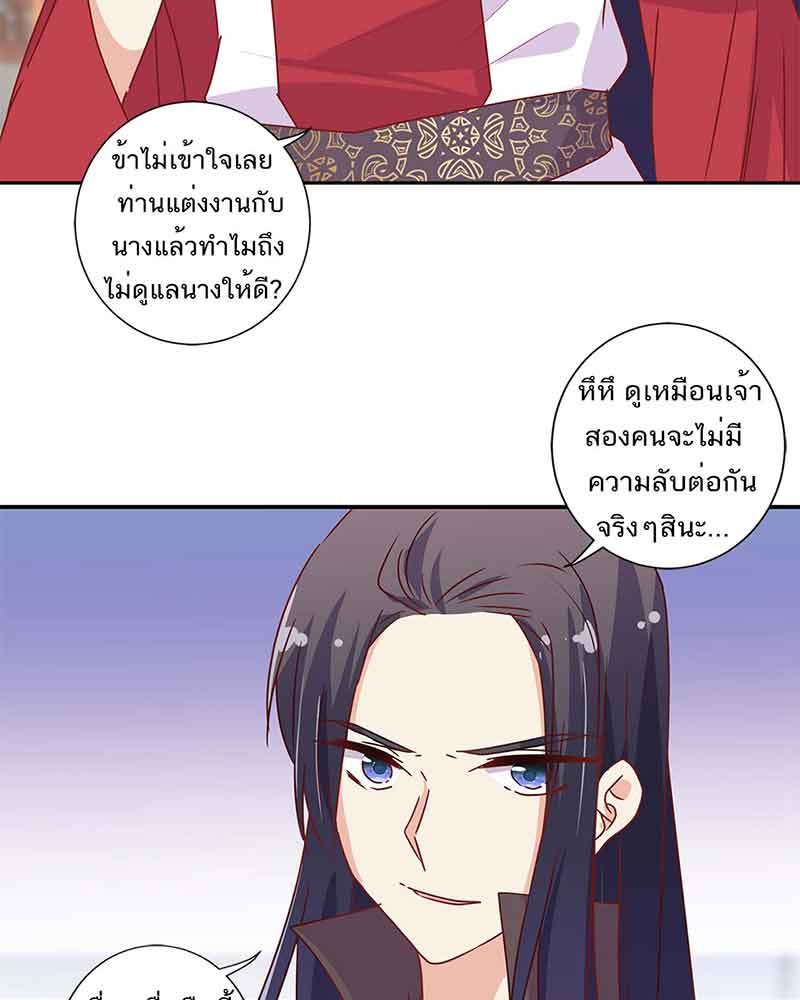 ข้าไม่เข้าใจเลย
ท่านแต่งงานกับ
นางแล้วทำไมถึง
ไม่ดูแลนางให้ดี?
หึหึ ดูเหมือนเจ้า
สองคนจะไม่มี
ความลับต่อกัน
จริงๆสินะ...